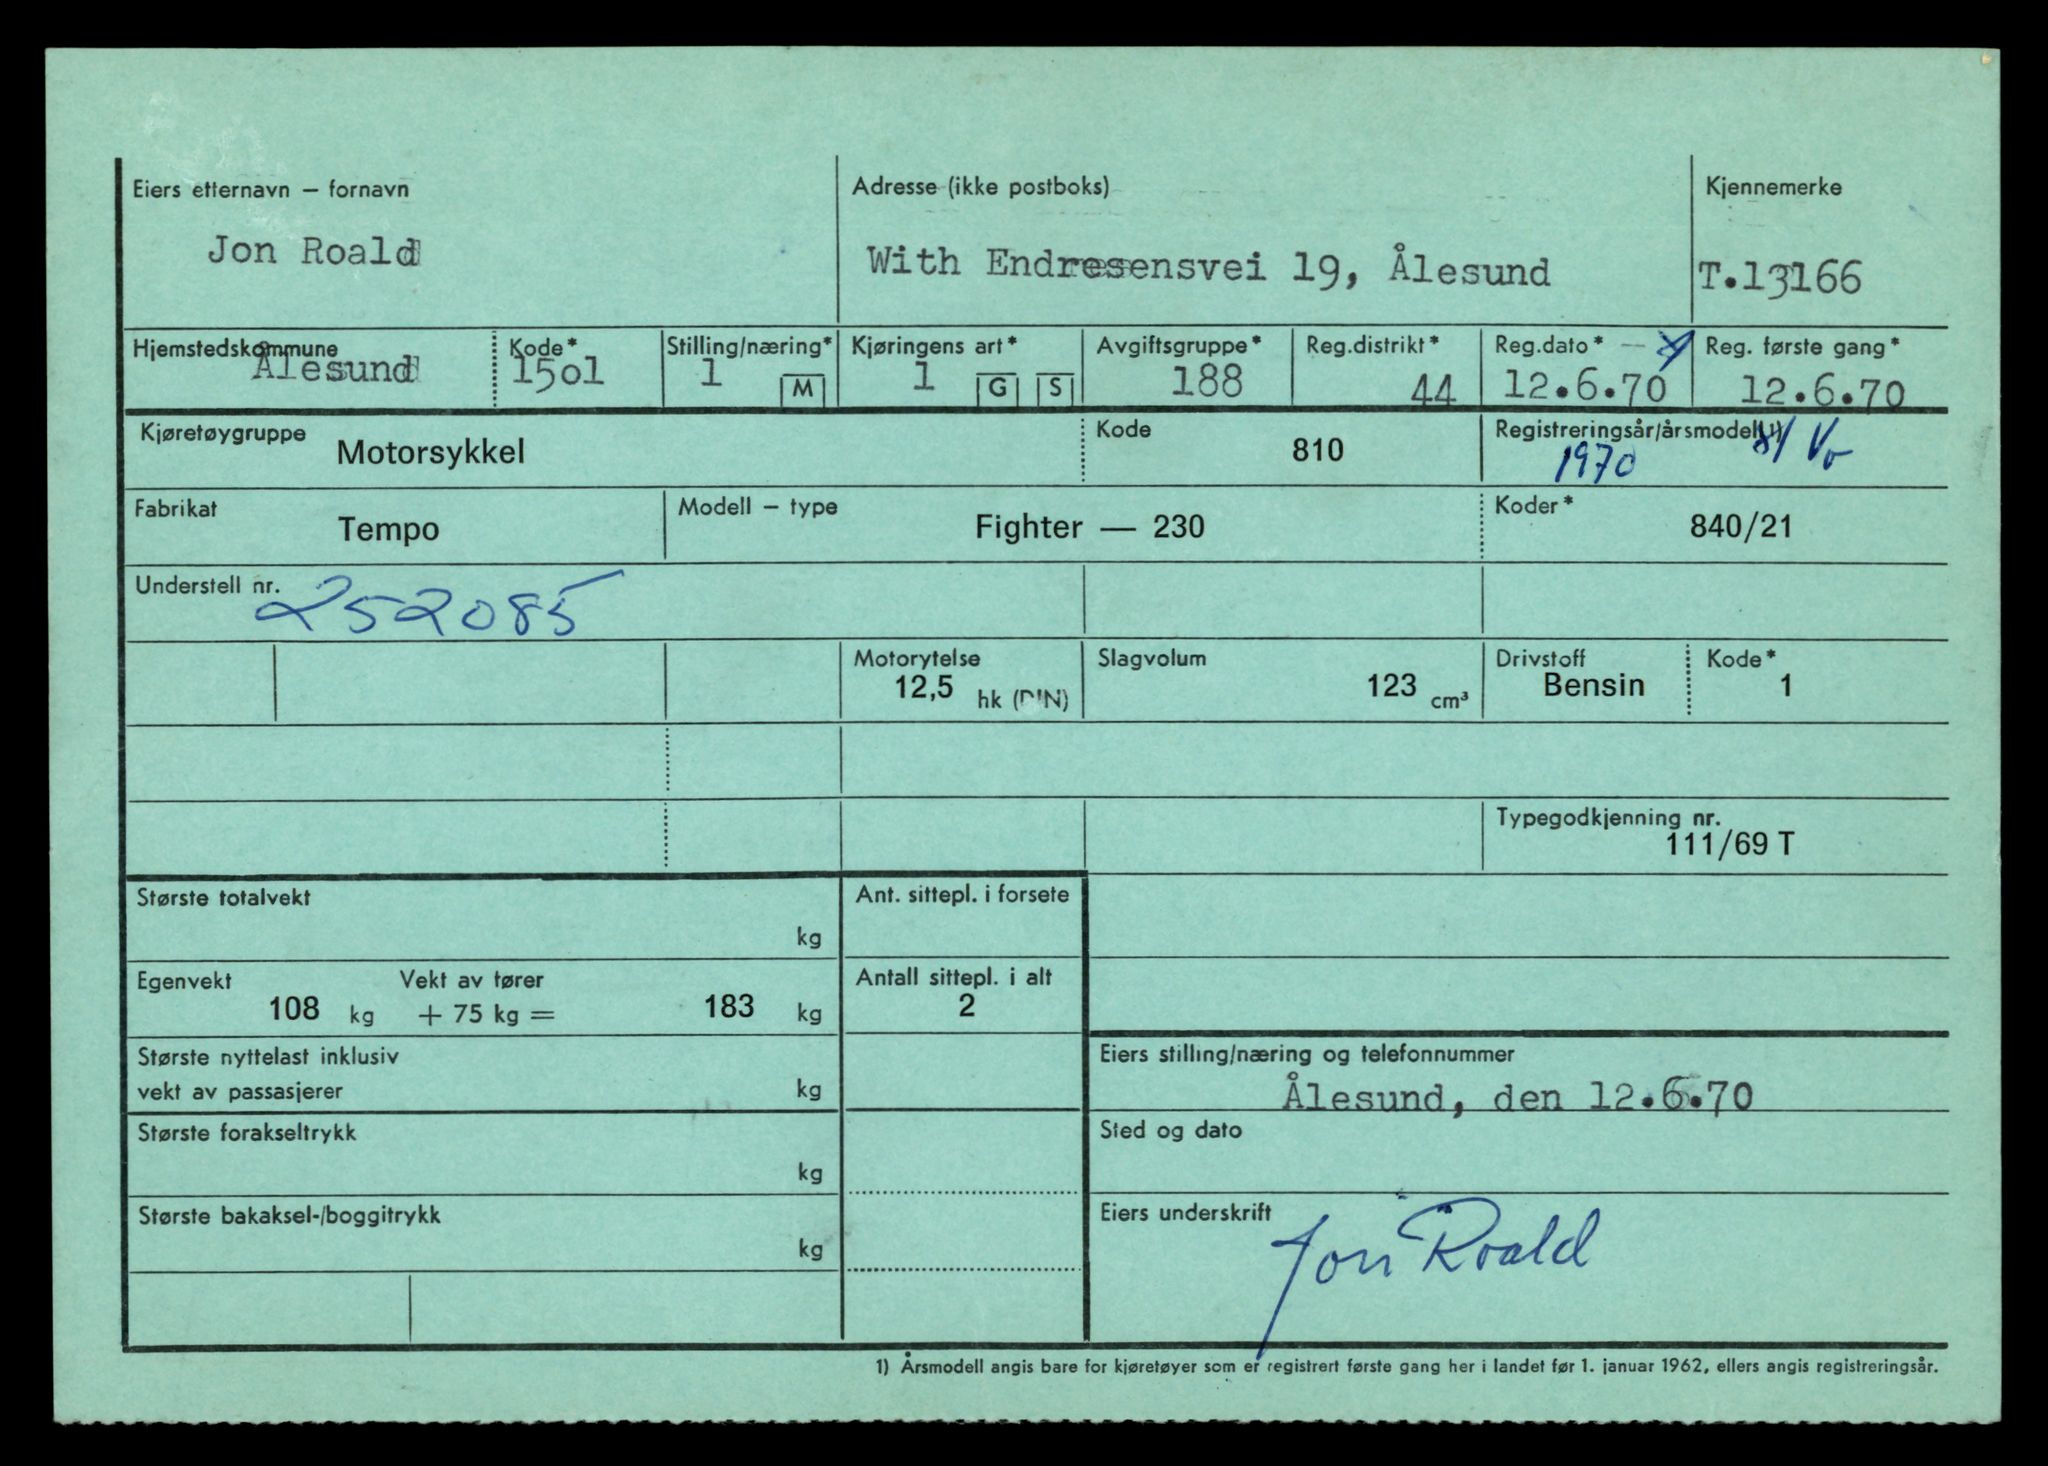 Eiers etternavn – fornavn
Jon Roald
Adresse (ikke postboks)
With Endresensvei 19, Ålesund
Kjennemerke
T.13166
Hjemstedskommune
Ålesund
Kode*
1501
Stilling/næring*
1 M
Kjøringens art*
1 G S
Avgiftsgruppe*
188
Reg.distrikt*
44
Reg.dato*
12.6.70
Reg. første gang*
12.6.70
Kjøretøygruppe
Motorsykkel
Kode
810
Registreringsår/årsmodell 1)
1970
Fabrikat
Tempo
Modell – type
Fighter — 230
Koder*
840/21
Understell nr.
252085
Motorytelse
12,5 hk (DIN)
Slagvolum
123 cm³
Drivstoff
Bensin
Kode*
1
Typegodkjenning nr.
111/69 T
Største totalvekt
kg
Ant. sittepl. i forsete
Egenvekt Vekt av fører
108 kg + 75 kg = 183 kg
Antall sittepl. i alt
2
Største nyttelast inklusiv
vekt av passasjerer kg
Eiers stilling/næring og telefonnummer
Ålesund, den 12.6.70
Største forakseltrykk
kg
Sted og dato
Største bakaksel-/boggitrykk
kg
Eiers underskrift
Jon Roald
1) Årsmodell angis bare for kjøretøyer som er registrert første gang her i landet før 1. januar 1962, ellers angis registreringsår.